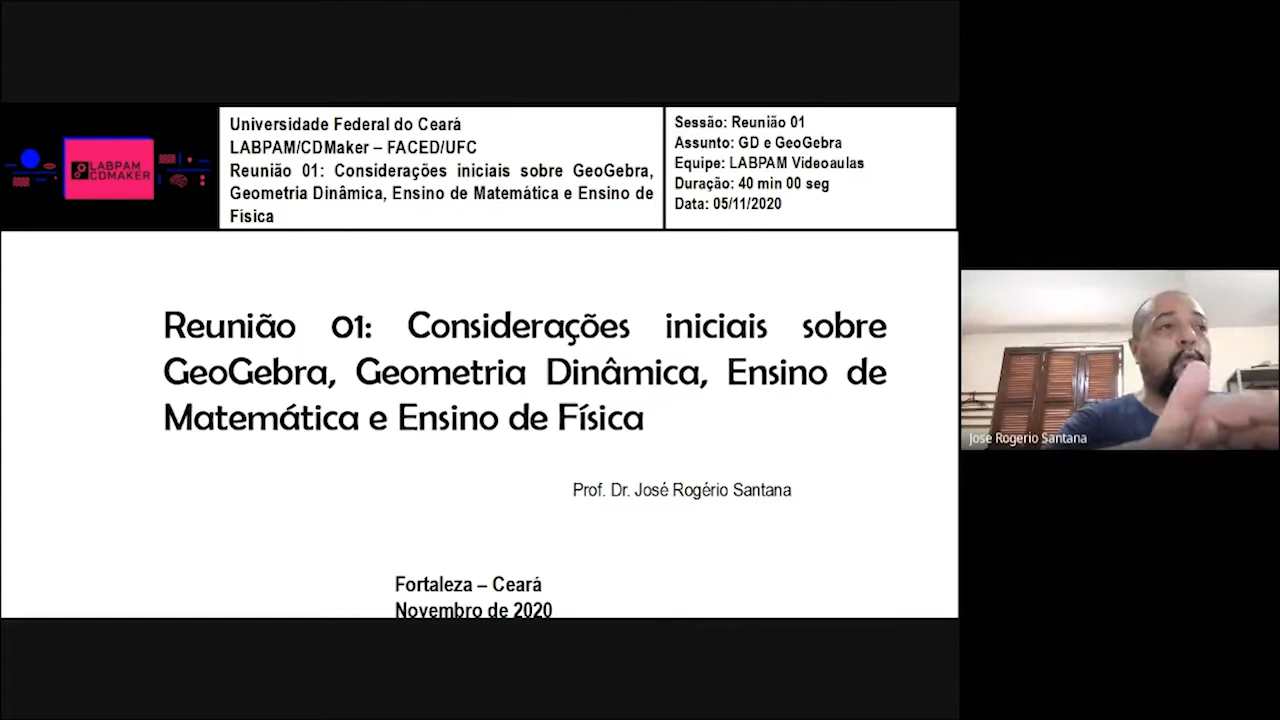 LABPAM
CDMAKER
Universidade Federal do Ceará
LABPAM/CDMaker – FACED/UFC
Reunião 01: Considerações iniciais sobre GeoGebra,
Geometria Dinâmica, Ensino de Matemática e Ensino de
Física
Sessão: Reunião 01
Assunto: GD e GeoGebra
Equipe: LABPAM Videoaulas
Duração: 40 min 00 seg
Data: 05/11/2020
Reunião 01: Considerações iniciais sobre
GeoGebra, Geometria Dinâmica, Ensino de
Matemática e Ensino de Física
Prof. Dr. José Rogério Santana
Fortaleza – Ceará
Novembro de 2020
Jose Rogerio Santana